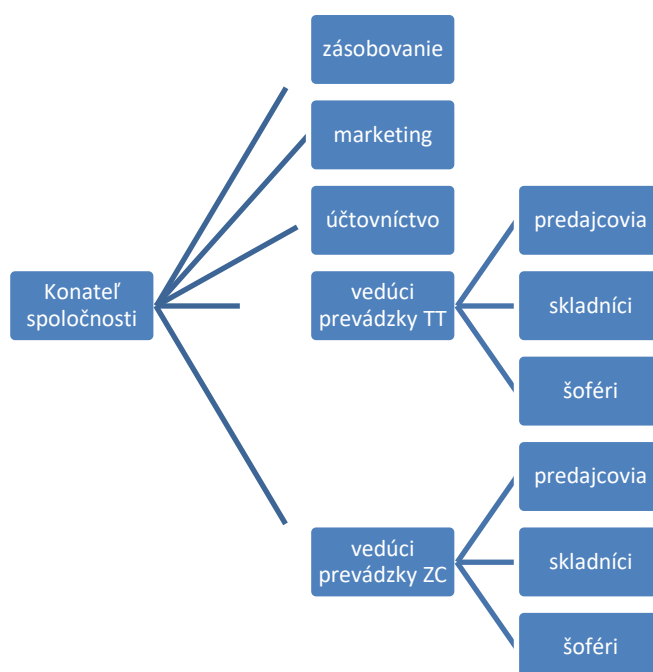 Konateľ
spoločnosti
zásobovanie
marketing
účtovníctvo
vedúci
prevádzky TT
predajcovia
skladníci
šoféri
vedúci
prevádzky ZC
predajcovia
skladníci
šoféri